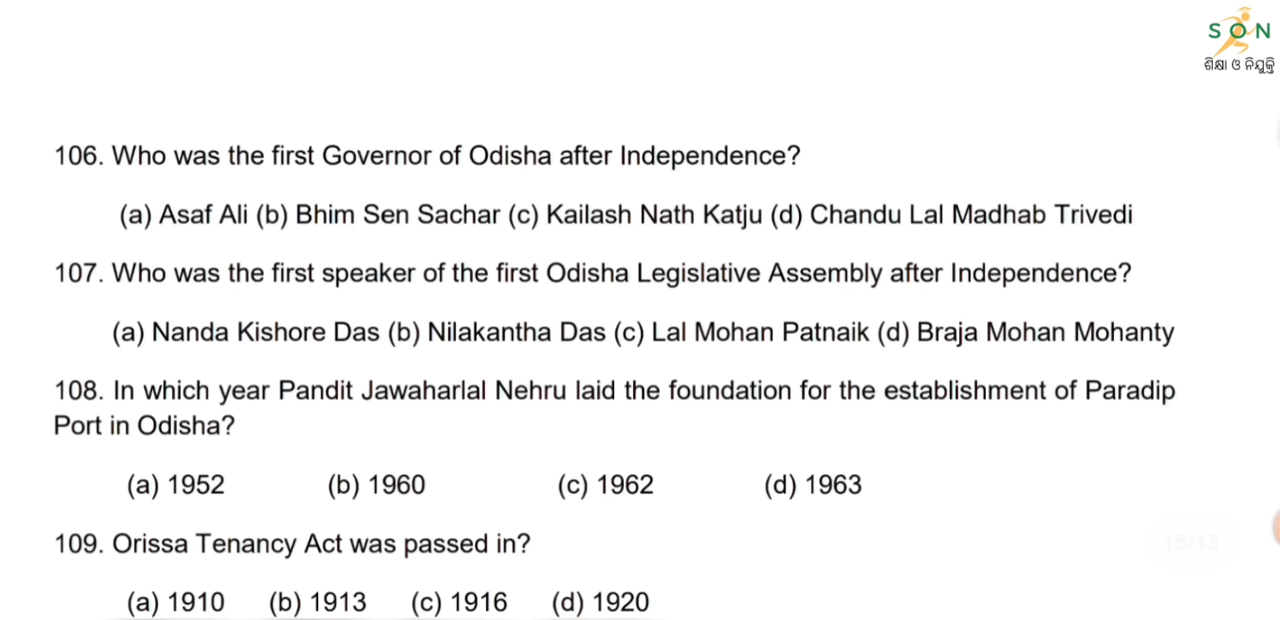 SON
ଶିକ୍ଷା ଓ ନିଯୁକ୍ତି
106. Who was the first Governor of Odisha after Independence?
(a) Asaf Ali (b) Bhim Sen Sachar (c) Kailash Nath Katju (d) Chandu Lal Madhab Trivedi
107. Who was the first speaker of the first Odisha Legislative Assembly after Independence?
(a) Nanda Kishore Das (b) Nilakantha Das (c) Lal Mohan Patnaik (d) Braja Mohan Mohanty
108. In which year Pandit Jawaharlal Nehru laid the foundation for the establishment of Paradip
Port in Odisha?
(a) 1952 (b) 1960 (c) 1962 (d) 1963
109. Orissa Tenancy Act was passed in?
15/15
(a) 1910 (b) 1913 (c) 1916 (d) 1920